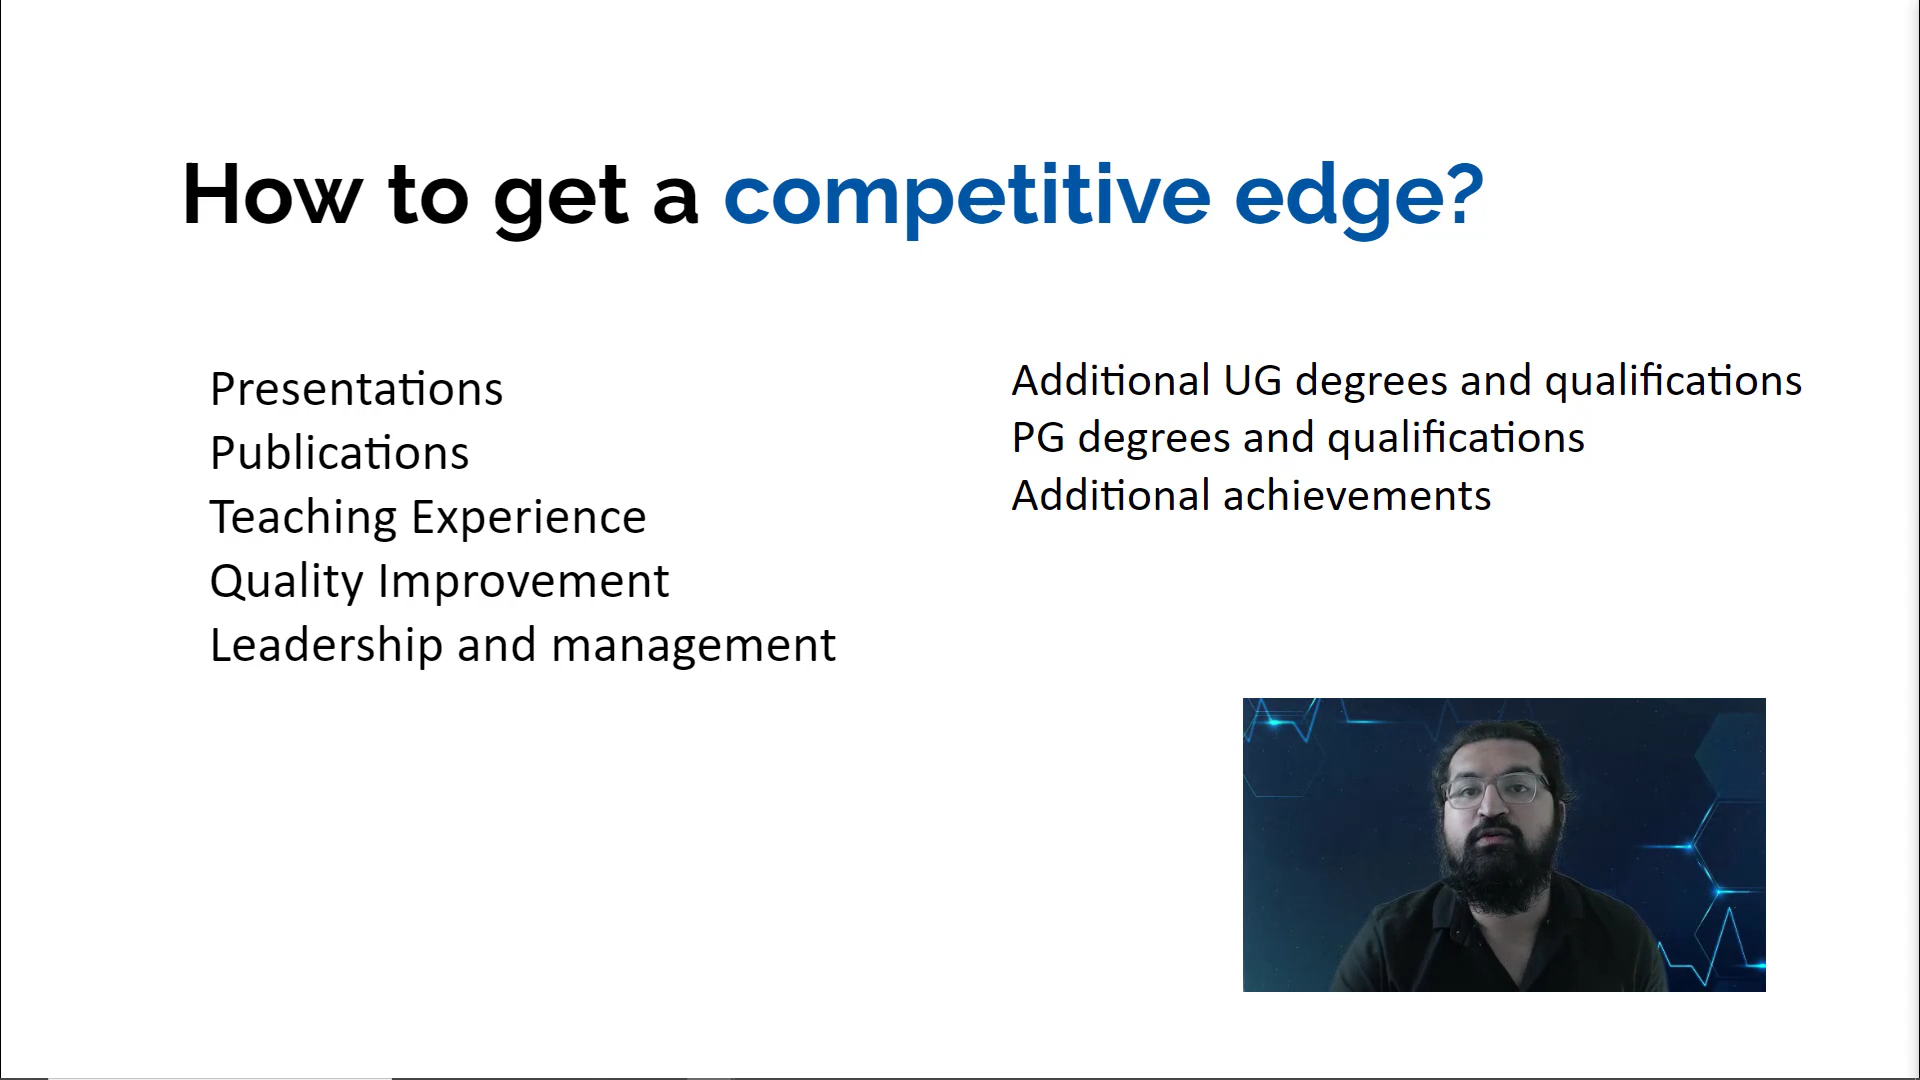 How to get a competitive edge?
Presentations
Publications
Teaching Experience
Quality Improvement
Leadership and management
Additional UG degrees and qualifications
PG degrees and qualifications
Additional achievements